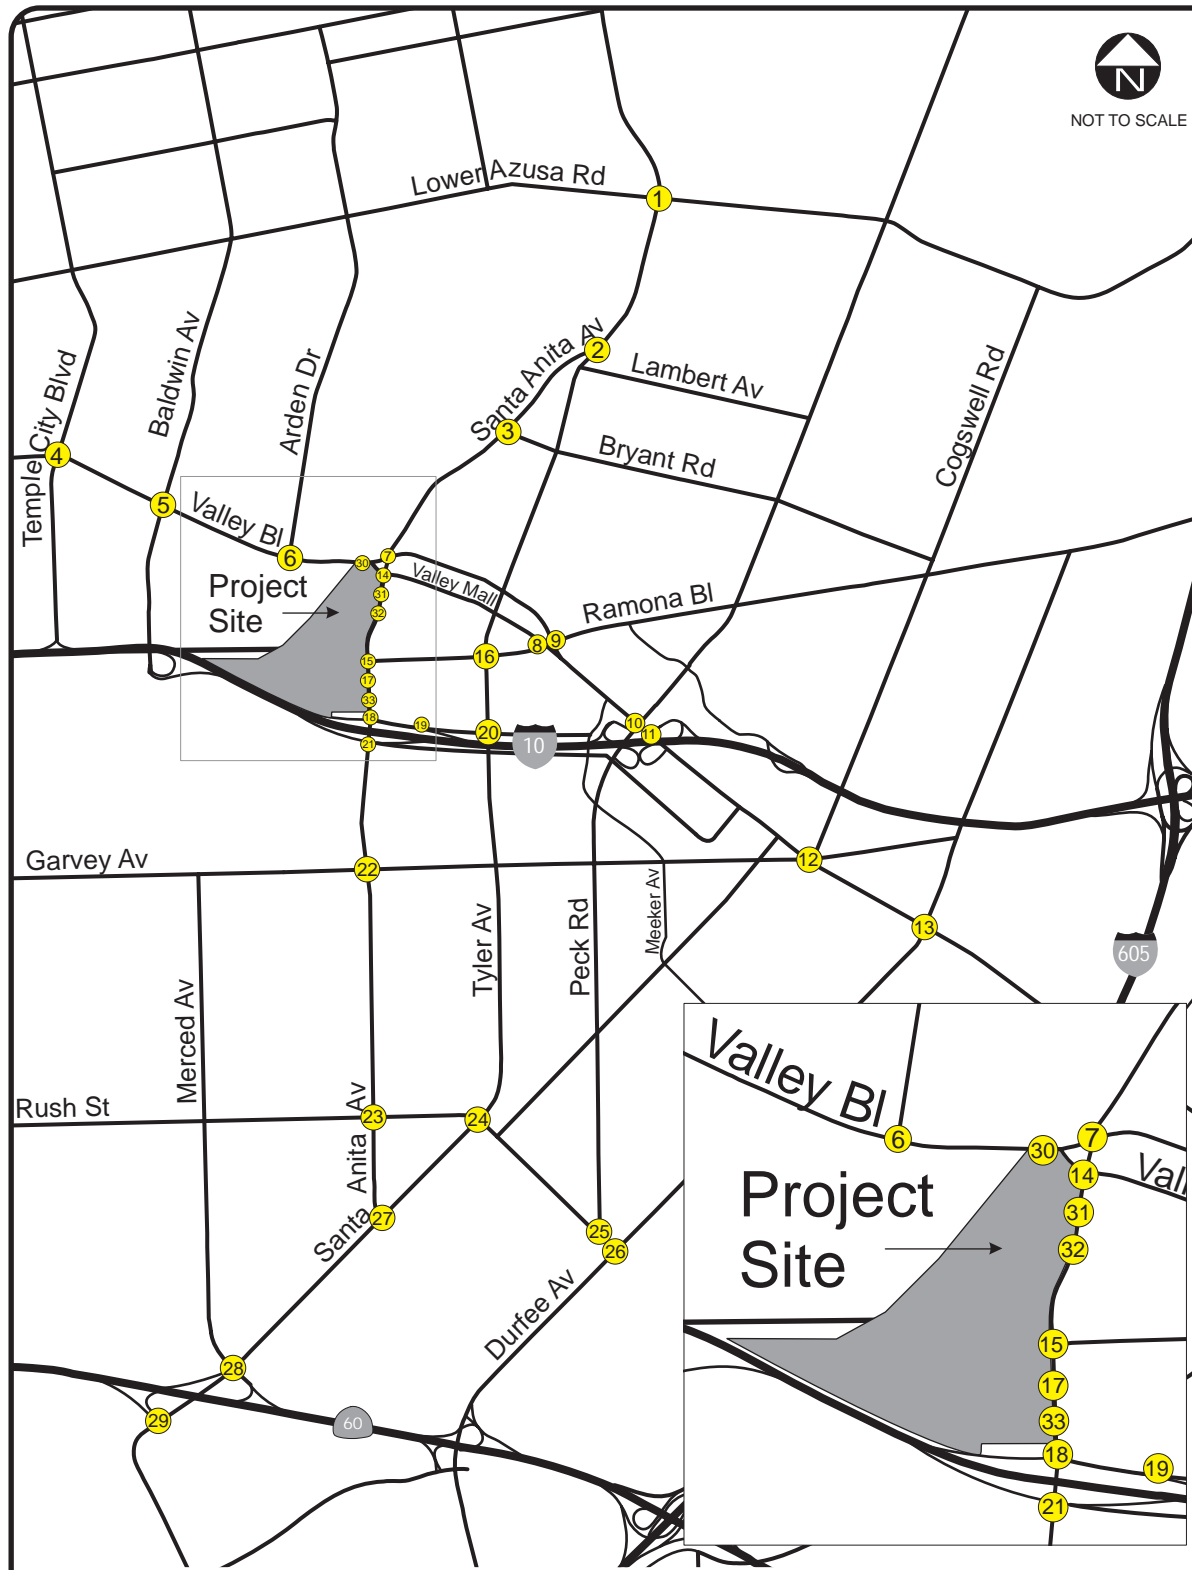 N
NOT TO SCALE
Lower Azusa Rd
1
Santa Anita Av
2
Lambert Av
3
Bryant Rd
Cogswell Rd
Temple City Blvd
4
Baldwin Av
5
Arden Dr
Valley Bl
6
30
7
14
31
32
Valley Mall
Project
Site
Ramona Bl
8
9
15
16
17
33
18
19
20
21
10
10
11
Garvey Av
22
12
13
605
Merced Av
Tyler Av
Peck Rd
Meeker Av
Rush St
23
24
Santa Anita Av
27
25
26
Durfee Av
28
29
60
Valley Bl
6
30
7
14
Vall
31
32
Project
Site
15
17
33
18
19
21